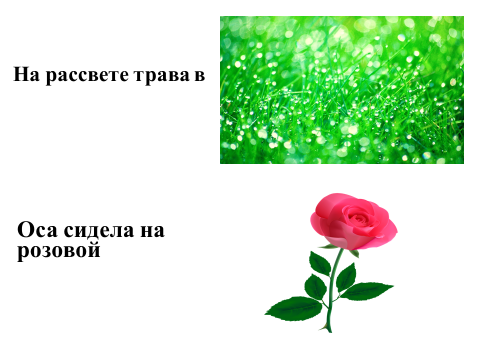 На рассвете трава в
Оса сидела на
розовой